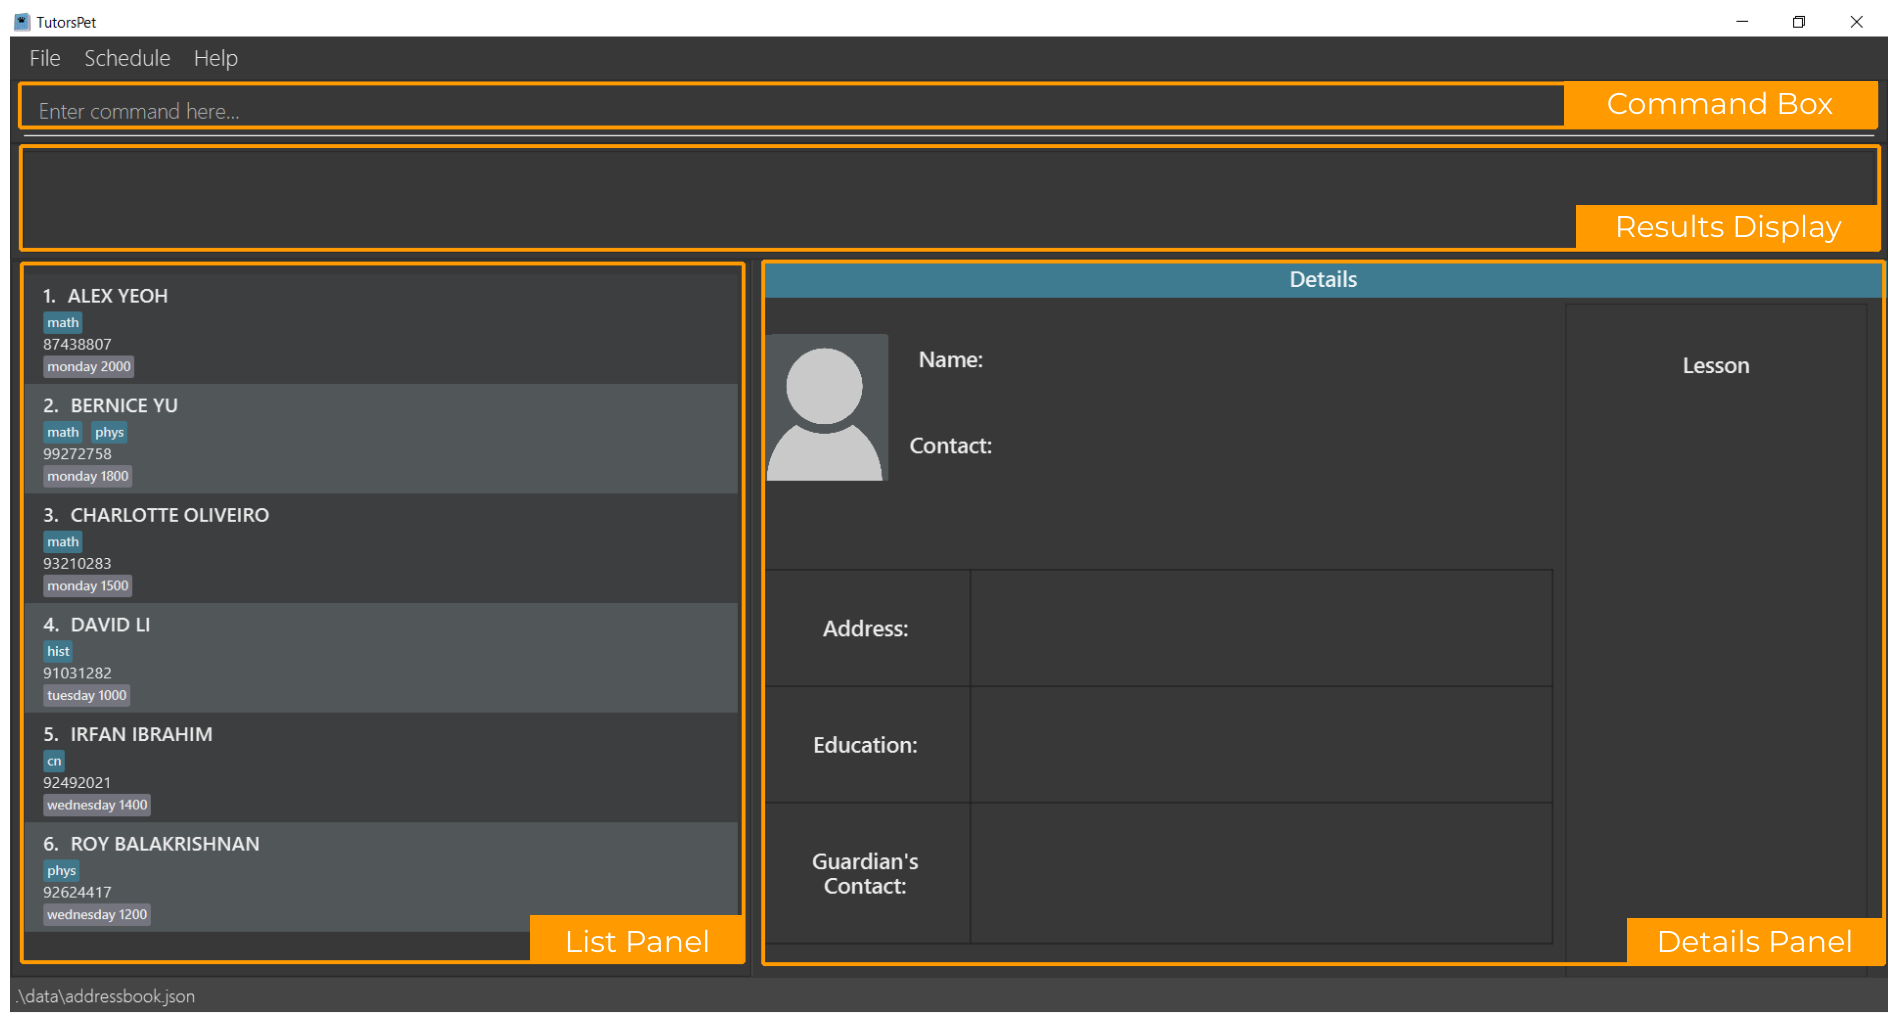 TutorsPet
File Schedule Help
Enter command here...
Command Box
Results Display
1. ALEX YEOH
math
87438807
monday 2000
2. BERNICE YU
math phys
99272758
monday 1800
3. CHARLOTTE OLIVEIRO
math
93210283
monday 1500
4. DAVID LI
hist
91031282
tuesday 1000
5. IRFAN IBRAHIM
cn
92492021
wednesday 1400
6. ROY BALAKRISHNAN
phys
92624417
wednesday 1200
List Panel
Details
Name:
Contact:
Lesson
Address:
Education:
Guardian's
Contact:
Details Panel
.\data\addressbook.json